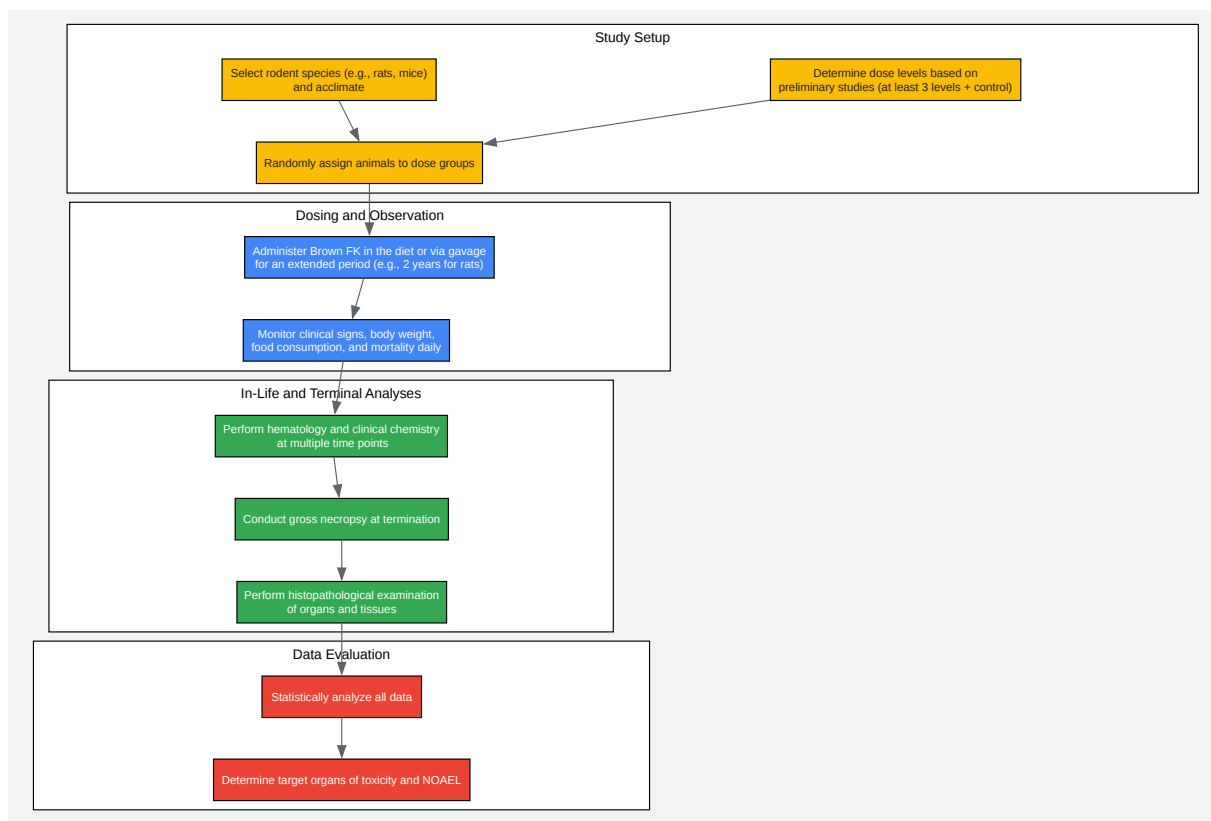 Study Setup
Select rodent species (e.g., rats, mice)
and acclimate
Determine dose levels based on
preliminary studies (at least 3 levels + control)
Randomly assign animals to dose groups
Dosing and Observation
Administer Brown FK in the diet or via gavage
for an extended period (e.g., 2 years for rats)
Monitor clinical signs, body weight,
food consumption, and mortality daily
In-Life and Terminal Analyses
Perform hematology and clinical chemistry
at multiple time points
Conduct gross necropsy at termination
Perform histopathological examination
of organs and tissues
Data Evaluation
Statistically analyze all data
Determine target organs of toxicity and NOAEL